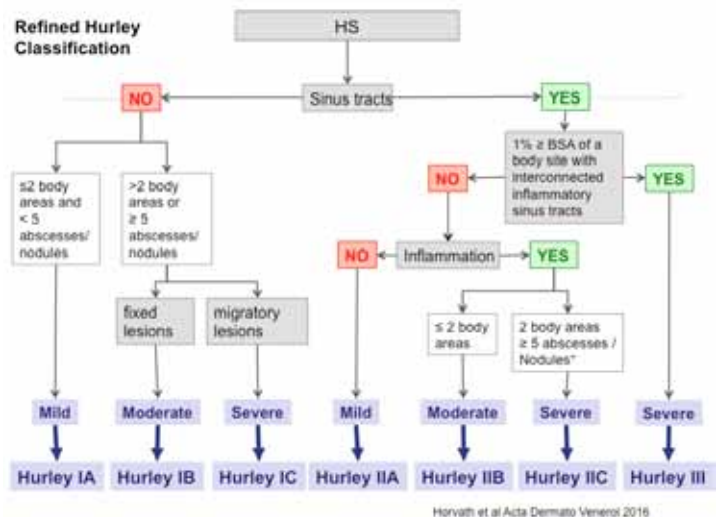 Refined Hurley
Classification
HS
NO
Sinus tracts
YES
1% ≥ BSA of a
body site with
interconnected
inflammatory
sinus tracts
NO
YES
≤2 body
areas and
< 5
abscesses/
nodules
>2 body
areas or
≥ 5
abscesses/
nodules
NO
Inflammation
YES
fixed
lesions
migratory
lesions
≤ 2 body
areas
2 body areas
≥ 5 abscesses /
Nodules*
Mild
Moderate
Severe
Mild
Moderate
Severe
Severe
Hurley IA
Hurley IB
Hurley IC
Hurley IIA
Hurley IIB
Hurley IIC
Hurley III
Horvath et al Acta Dermato Venerol 2016